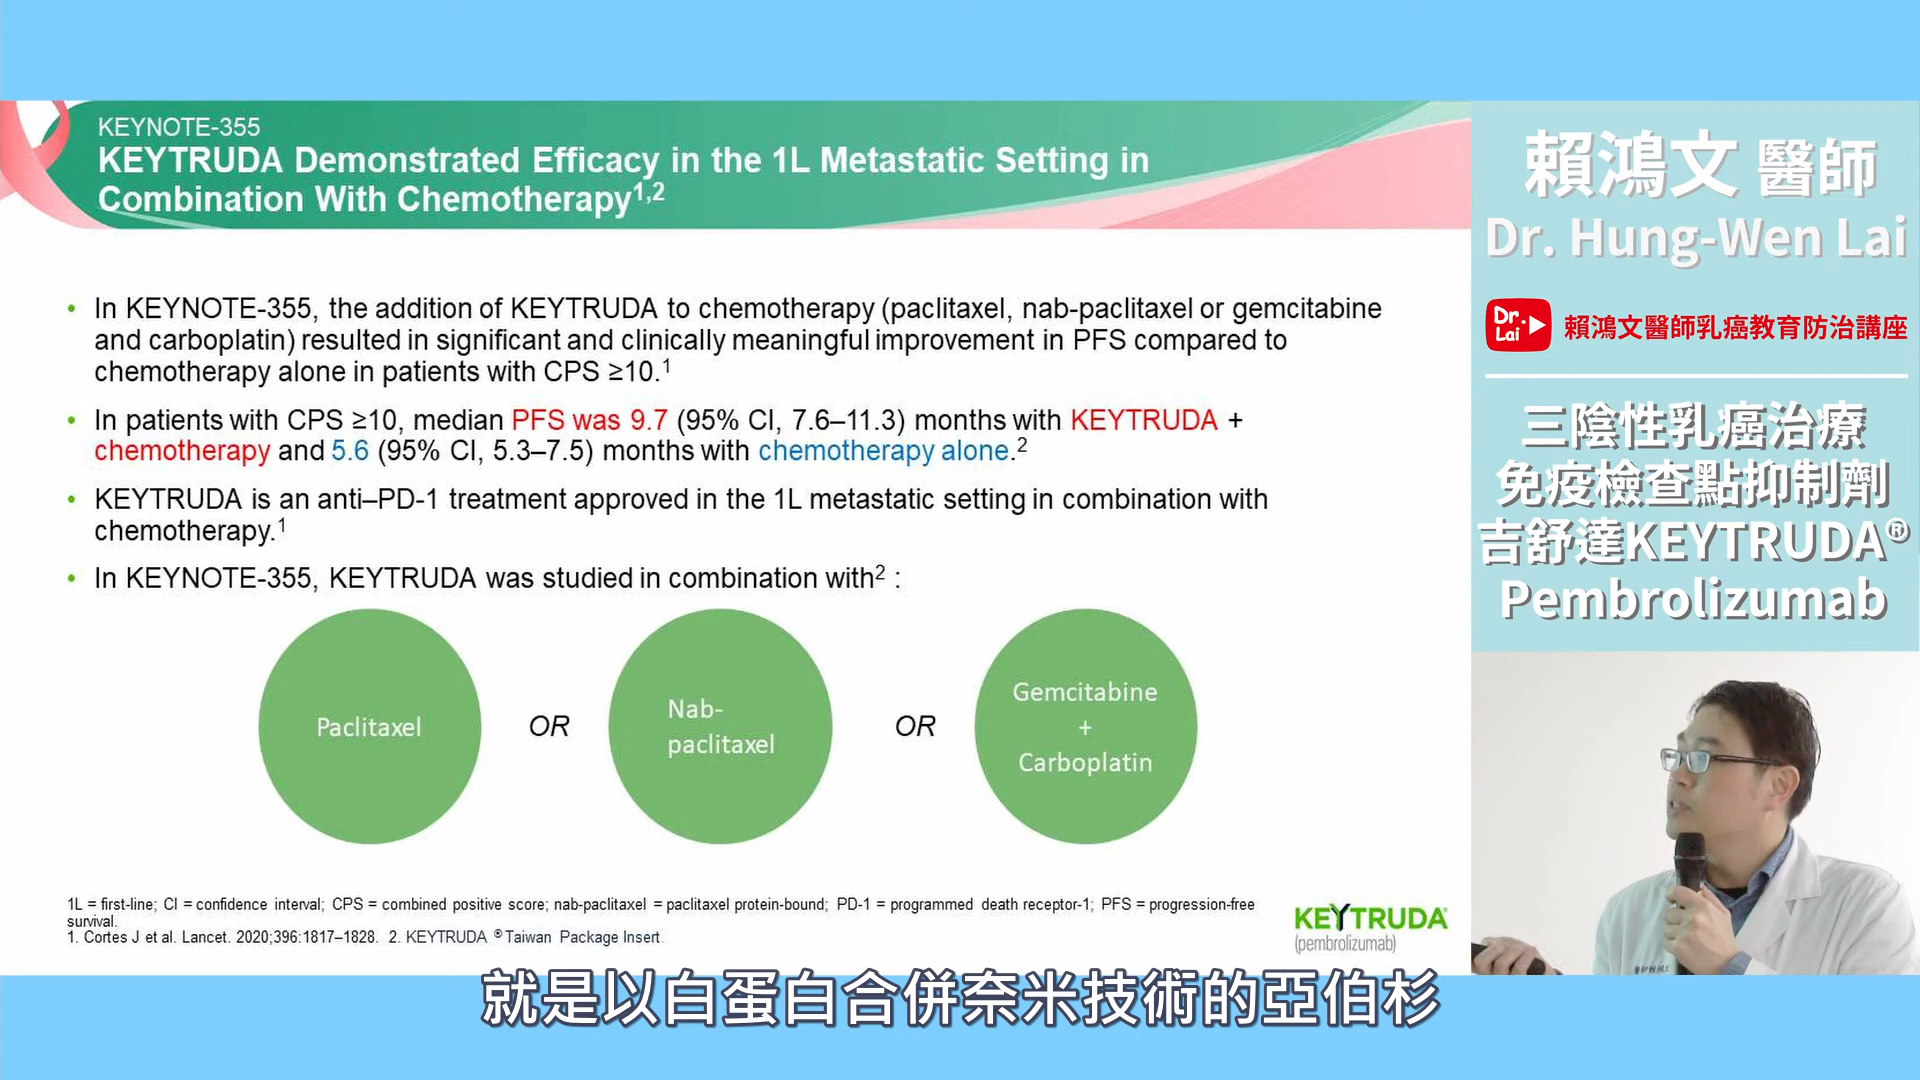 KEYNOTE-355
KEYTRUDA Demonstrated Efficacy in the 1L Metastatic Setting in
Combination With Chemotherapy1,2
• In KEYNOTE-355, the addition of KEYTRUDA to chemotherapy (paclitaxel, nab-paclitaxel or gemcitabine
and carboplatin) resulted in significant and clinically meaningful improvement in PFS compared to
chemotherapy alone in patients with CPS ≥10.1
• In patients with CPS ≥10, median PFS was 9.7 (95% CI, 7.6–11.3) months with KEYTRUDA +
chemotherapy and 5.6 (95% CI, 5.3–7.5) months with chemotherapy alone.2
• KEYTRUDA is an anti–PD-1 treatment approved in the 1L metastatic setting in combination with
chemotherapy.1
• In KEYNOTE-355, KEYTRUDA was studied in combination with2 :
Paclitaxel
OR
Nab-
paclitaxel
OR
Gemcitabine
+
Carboplatin
1L = first-line; CI = confidence interval; CPS = combined positive score; nab-paclitaxel = paclitaxel protein-bound; PD-1 = programmed death receptor-1; PFS = progression-free
survival.
1. Cortes J et al. Lancet. 2020;396:1817–1828. 2. KEYTRUDA ® Taiwan Package Insert.
KEYTRUDA®
(pembrolizumab)
賴鴻文 醫師
Dr. Hung-Wen Lai
Dr.
Lai
賴鴻文醫師乳癌教育防治講座
三陰性乳癌治療
免疫檢查點抑制劑
吉舒達KEYTRUDA®
Pembrolizumab
就是以白蛋白合併奈米技術的亞伯杉